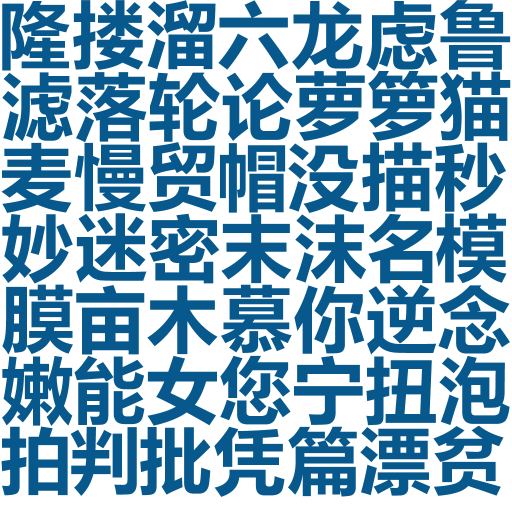 隆搂溜六龙虑鲁
滤落轮论萝箩猫
麦慢贸帽没描秒
妙迷密末沫名模
膜亩木慕你逆念
嫩能女您宁扭泡
拍判批凭篇漂贫